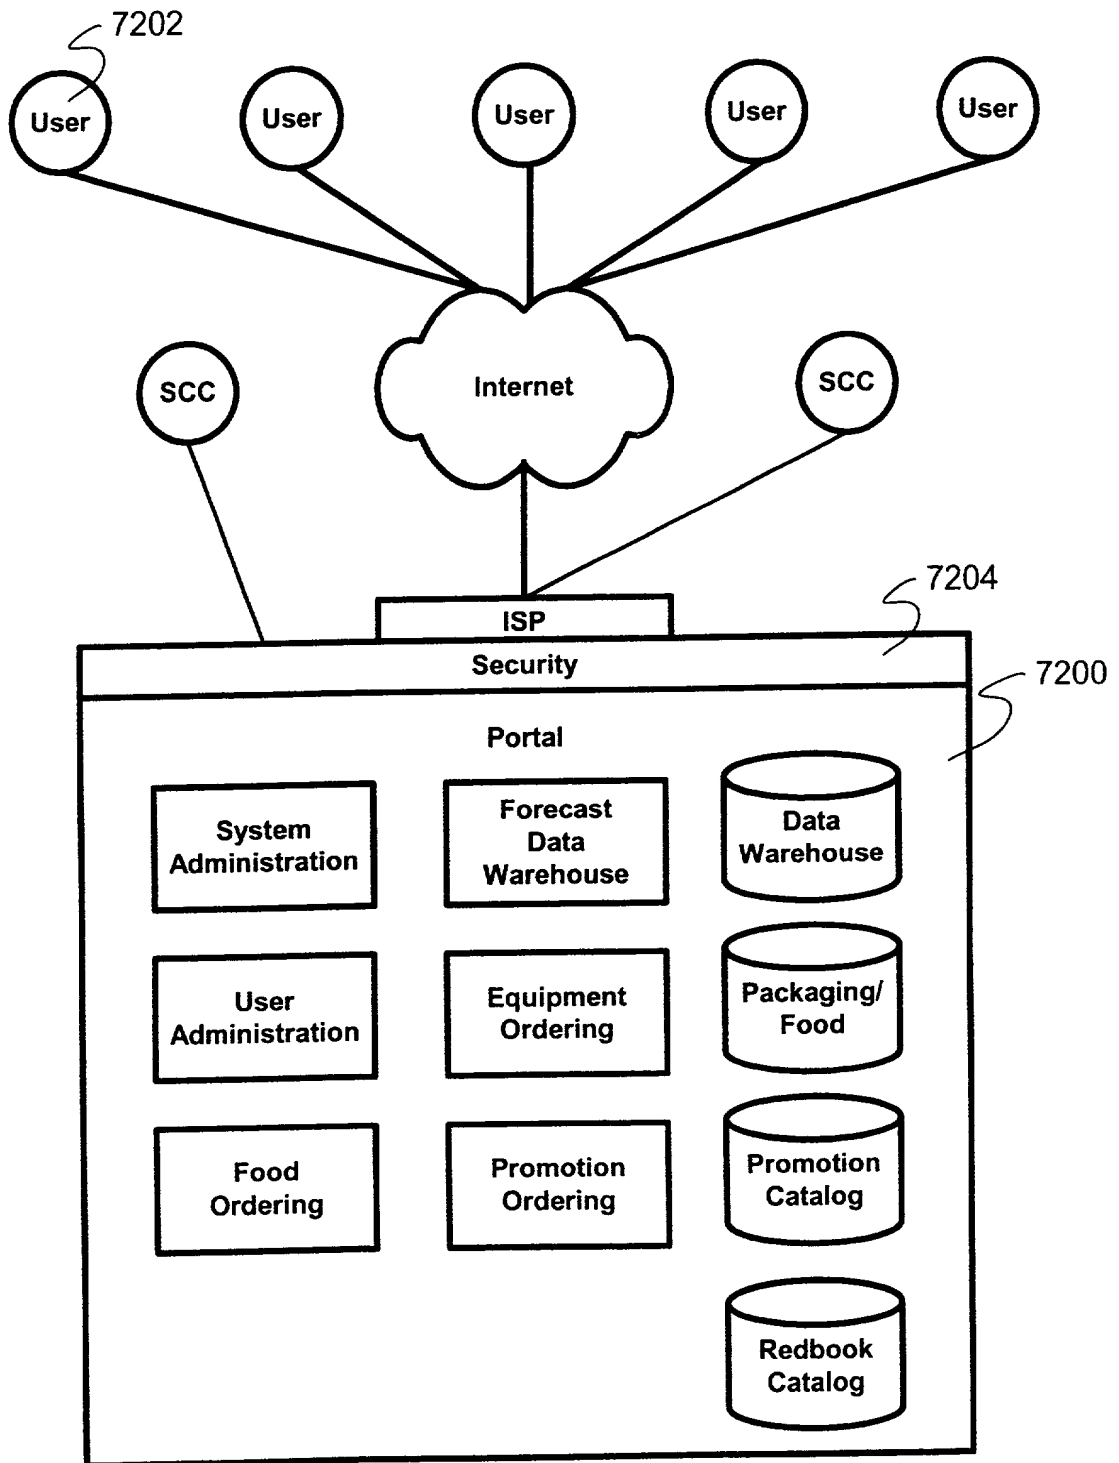 7202
User
User
User
User
User
SCC
Internet
SCC
7204
ISP
Security
7200
Portal
System
Administration
Forecast
Data
Warehouse
Data
Warehouse
User
Administration
Equipment
Ordering
Packaging/
Food
Food
Ordering
Promotion
Ordering
Promotion
Catalog
Redbook
Catalog